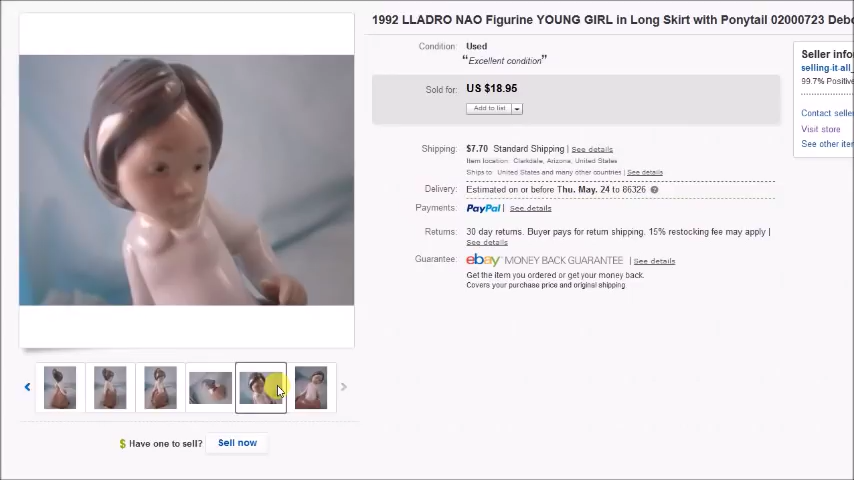 1992 LLADRO NAO Figurine YOUNG GIRL in Long Skirt with Ponytail 02000723
Condition: Used
“Excellent condition”
Sold for: US $18.95
Add to list
Shipping: $7.70 Standard Shipping | See details
Item location: Clarkdale, Arizona, United States
Ships to: United States and many other countries | See details
Delivery: Estimated on or before Thu. May. 24 to 86326 ?
Payments: PayPal | See details
Returns: 30 day returns. Buyer pays for return shipping. 15% restocking fee may apply |
See details
Guarantee: ebay MONEY BACK GUARANTEE | See details
Get the item you ordered or get your money back.
Covers your purchase price and original shipping
Seller info
selling-it-all_
99.7% Positive
Contact seller
Visit store
See other item
$ Have one to sell? Sell now